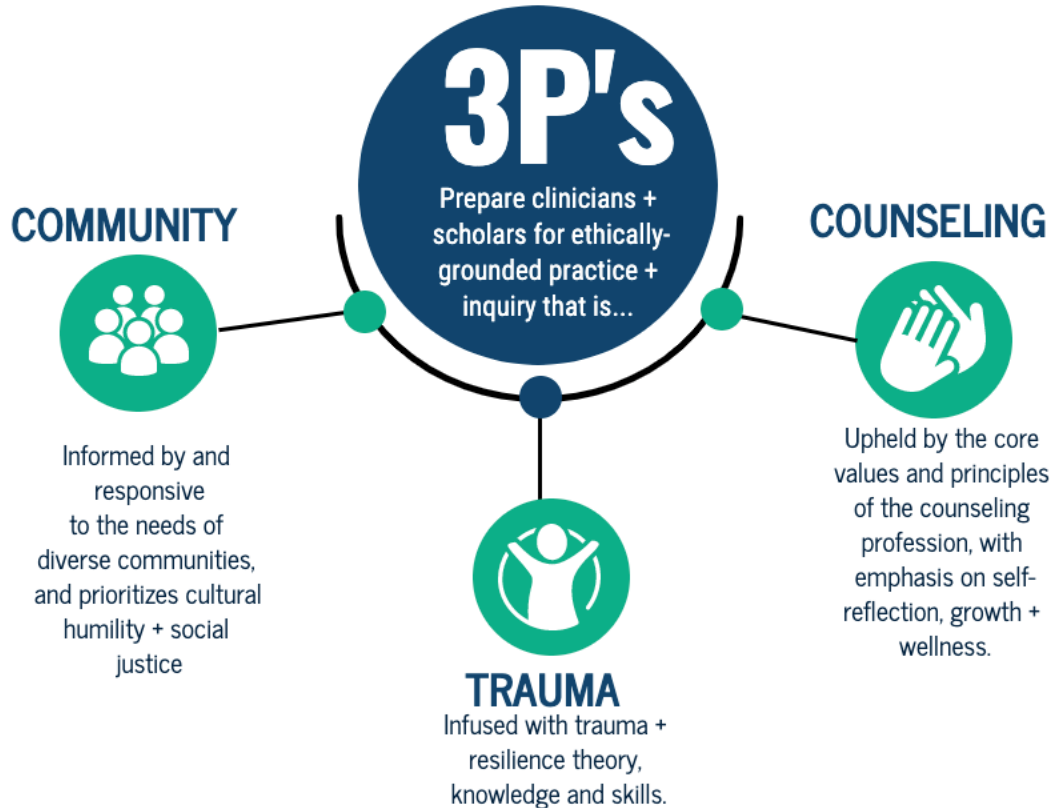 3P's
Prepare clinicians +
scholars for ethically-
grounded practice +
inquiry that is...
COMMUNITY
Informed by and
responsive
to the needs of
diverse communities,
and prioritizes cultural
humility + social
justice
TRAUMA
Infused with trauma +
resilience theory,
knowledge and skills.
COUNSELING
Upheld by the core
values and principles
of the counseling
profession, with
emphasis on self-
reflection, growth +
wellness.